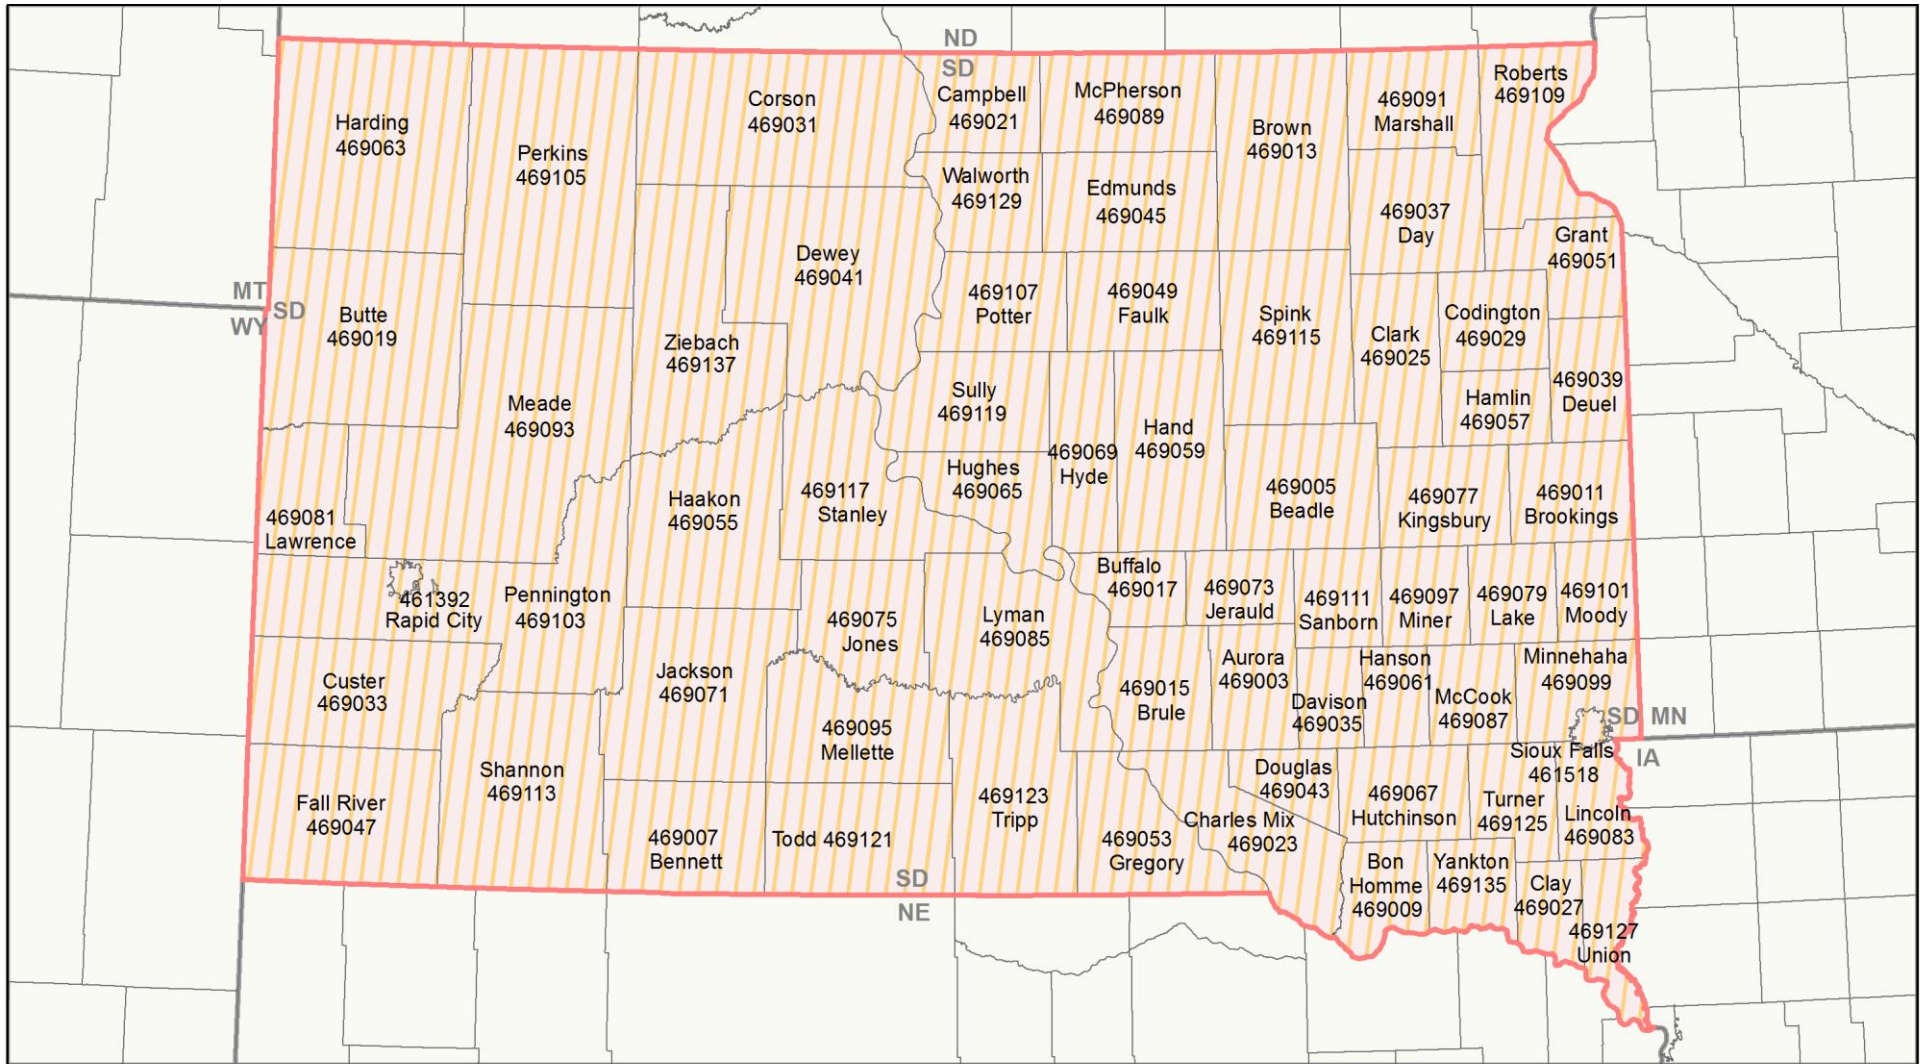 ND
SD
Harding
469063
Perkins
469105
Corson
469031
Campbell
469021
McPherson
469089
Brown
469013
469091
Marshall
Roberts
469109
Walworth
469129
Edmunds
469045
469037
Day
Grant
469051
Dewey
469041
MT
SD
WY
Butte
469019
Ziebach
469137
469107
Potter
469049
Faulk
Spink
469115
Clark
469025
Codington
469029
469039
Deuel
Hamlin
469057
Meade
469093
Sully
469119
Hand
469059
469069
Hyde
Hughes
469065
469081
Lawrence
Haakon
469055
469117
Stanley
469005
Beadle
469077
Kingsbury
469011
Brookings
461392
Rapid City
Pennington
469103
469075
Jones
Lyman
469085
Buffalo
469017
469073
Jerauld
469111
Sanborn
469097
Miner
469079
Lake
469101
Moody
Custer
469033
Jackson
469071
469095
Mellette
469015
Brule
Aurora
469003
Davison
469035
Hanson
469061
McCook
469087
Minnehaha
469099
SD MN
IA
Sioux Falls
461518
Fall River
469047
Shannon
469113
469007
Bennett
Todd 469121
469123
Tripp
469053
Gregory
Charles Mix
469023
Douglas
469043
469067
Hutchinson
Turner
469125
Lincoln
469083
Bon
Homme
469009
Yankton
469135
Clay
469027
469127
Union
SD
NE